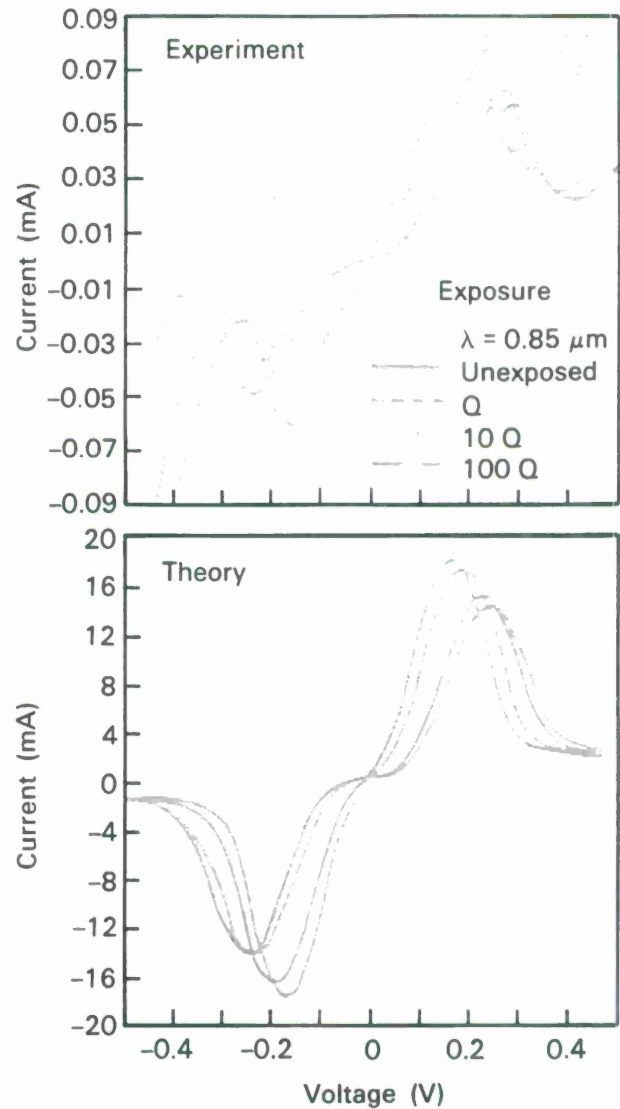 Experiment
Current (mA)
0.09
0.07
0.05
0.03
0.01
−0.01
−0.03
−0.05
−0.07
−0.09
Exposure
λ = 0.85 μm
Unexposed
Q
10 Q
100 Q
Theory
Current (mA)
20
16
12
8
4
0
−4
−8
−12
−16
−20
−0.4 −0.2 0 0.2 0.4
Voltage (V)